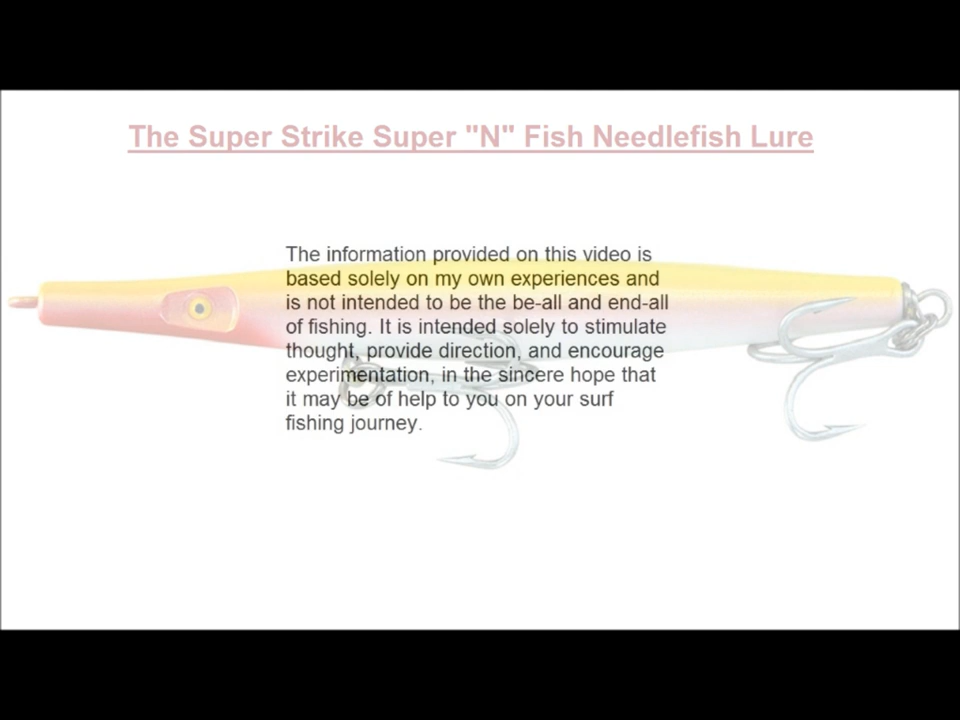 The Super Strike Super "N" Fish Needlefish Lure
The information provided on this video is
based solely on my own experiences and
is not intended to be the be-all and end-all
of fishing. It is intended solely to stimulate
thought, provide direction, and encourage
experimentation, in the sincere hope that
it may be of help to you on your surf
fishing journey.